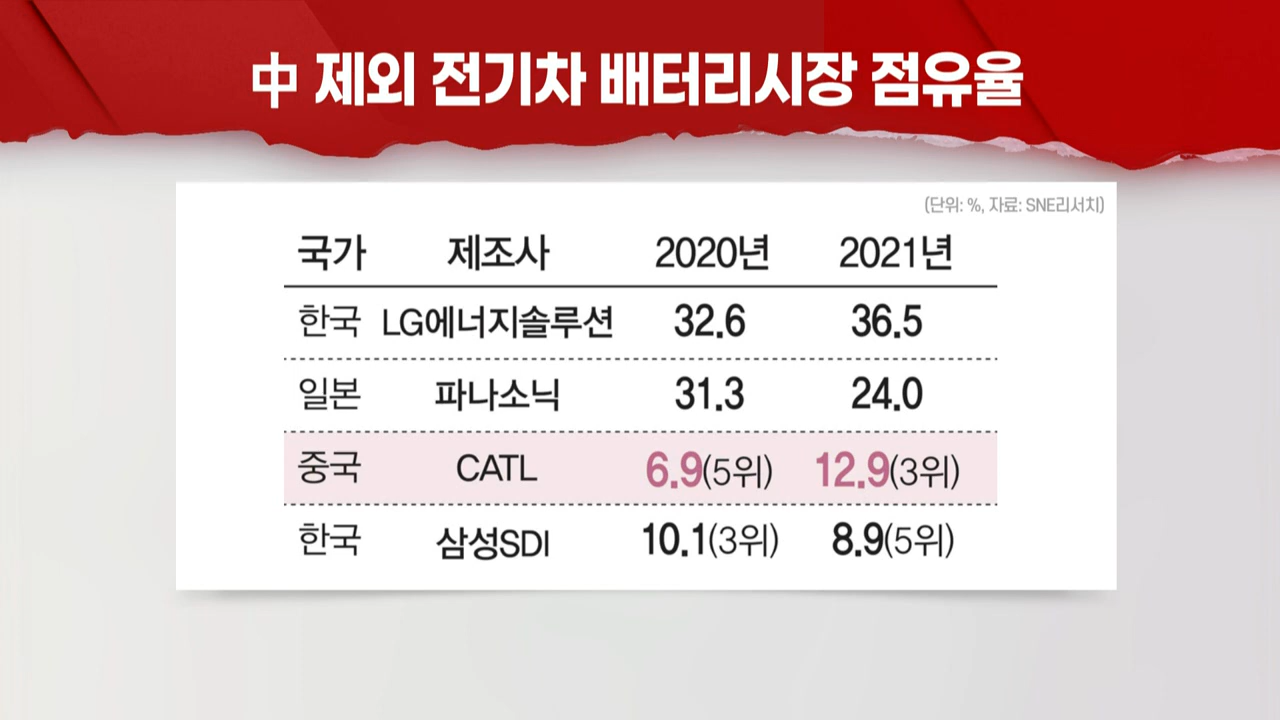 中 제외 전기차 배터리시장 점유율
(단위: %, 자료: SNE리서치)
국가 제조사 2020년 2021년
한국 LG에너지솔루션 32.6 36.5
일본 파나소닉 31.3 24.0
중국 CATL 6.9(5위) 12.9(3위)
한국 삼성SDI 10.1(3위) 8.9(5위)